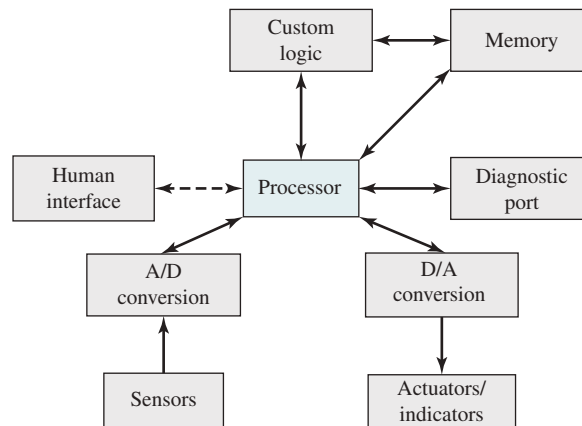 Custom
logic
Memory
Human
interface
Processor
Diagnostic
port
A/D
conversion
D/A
conversion
Sensors
Actuators/
indicators